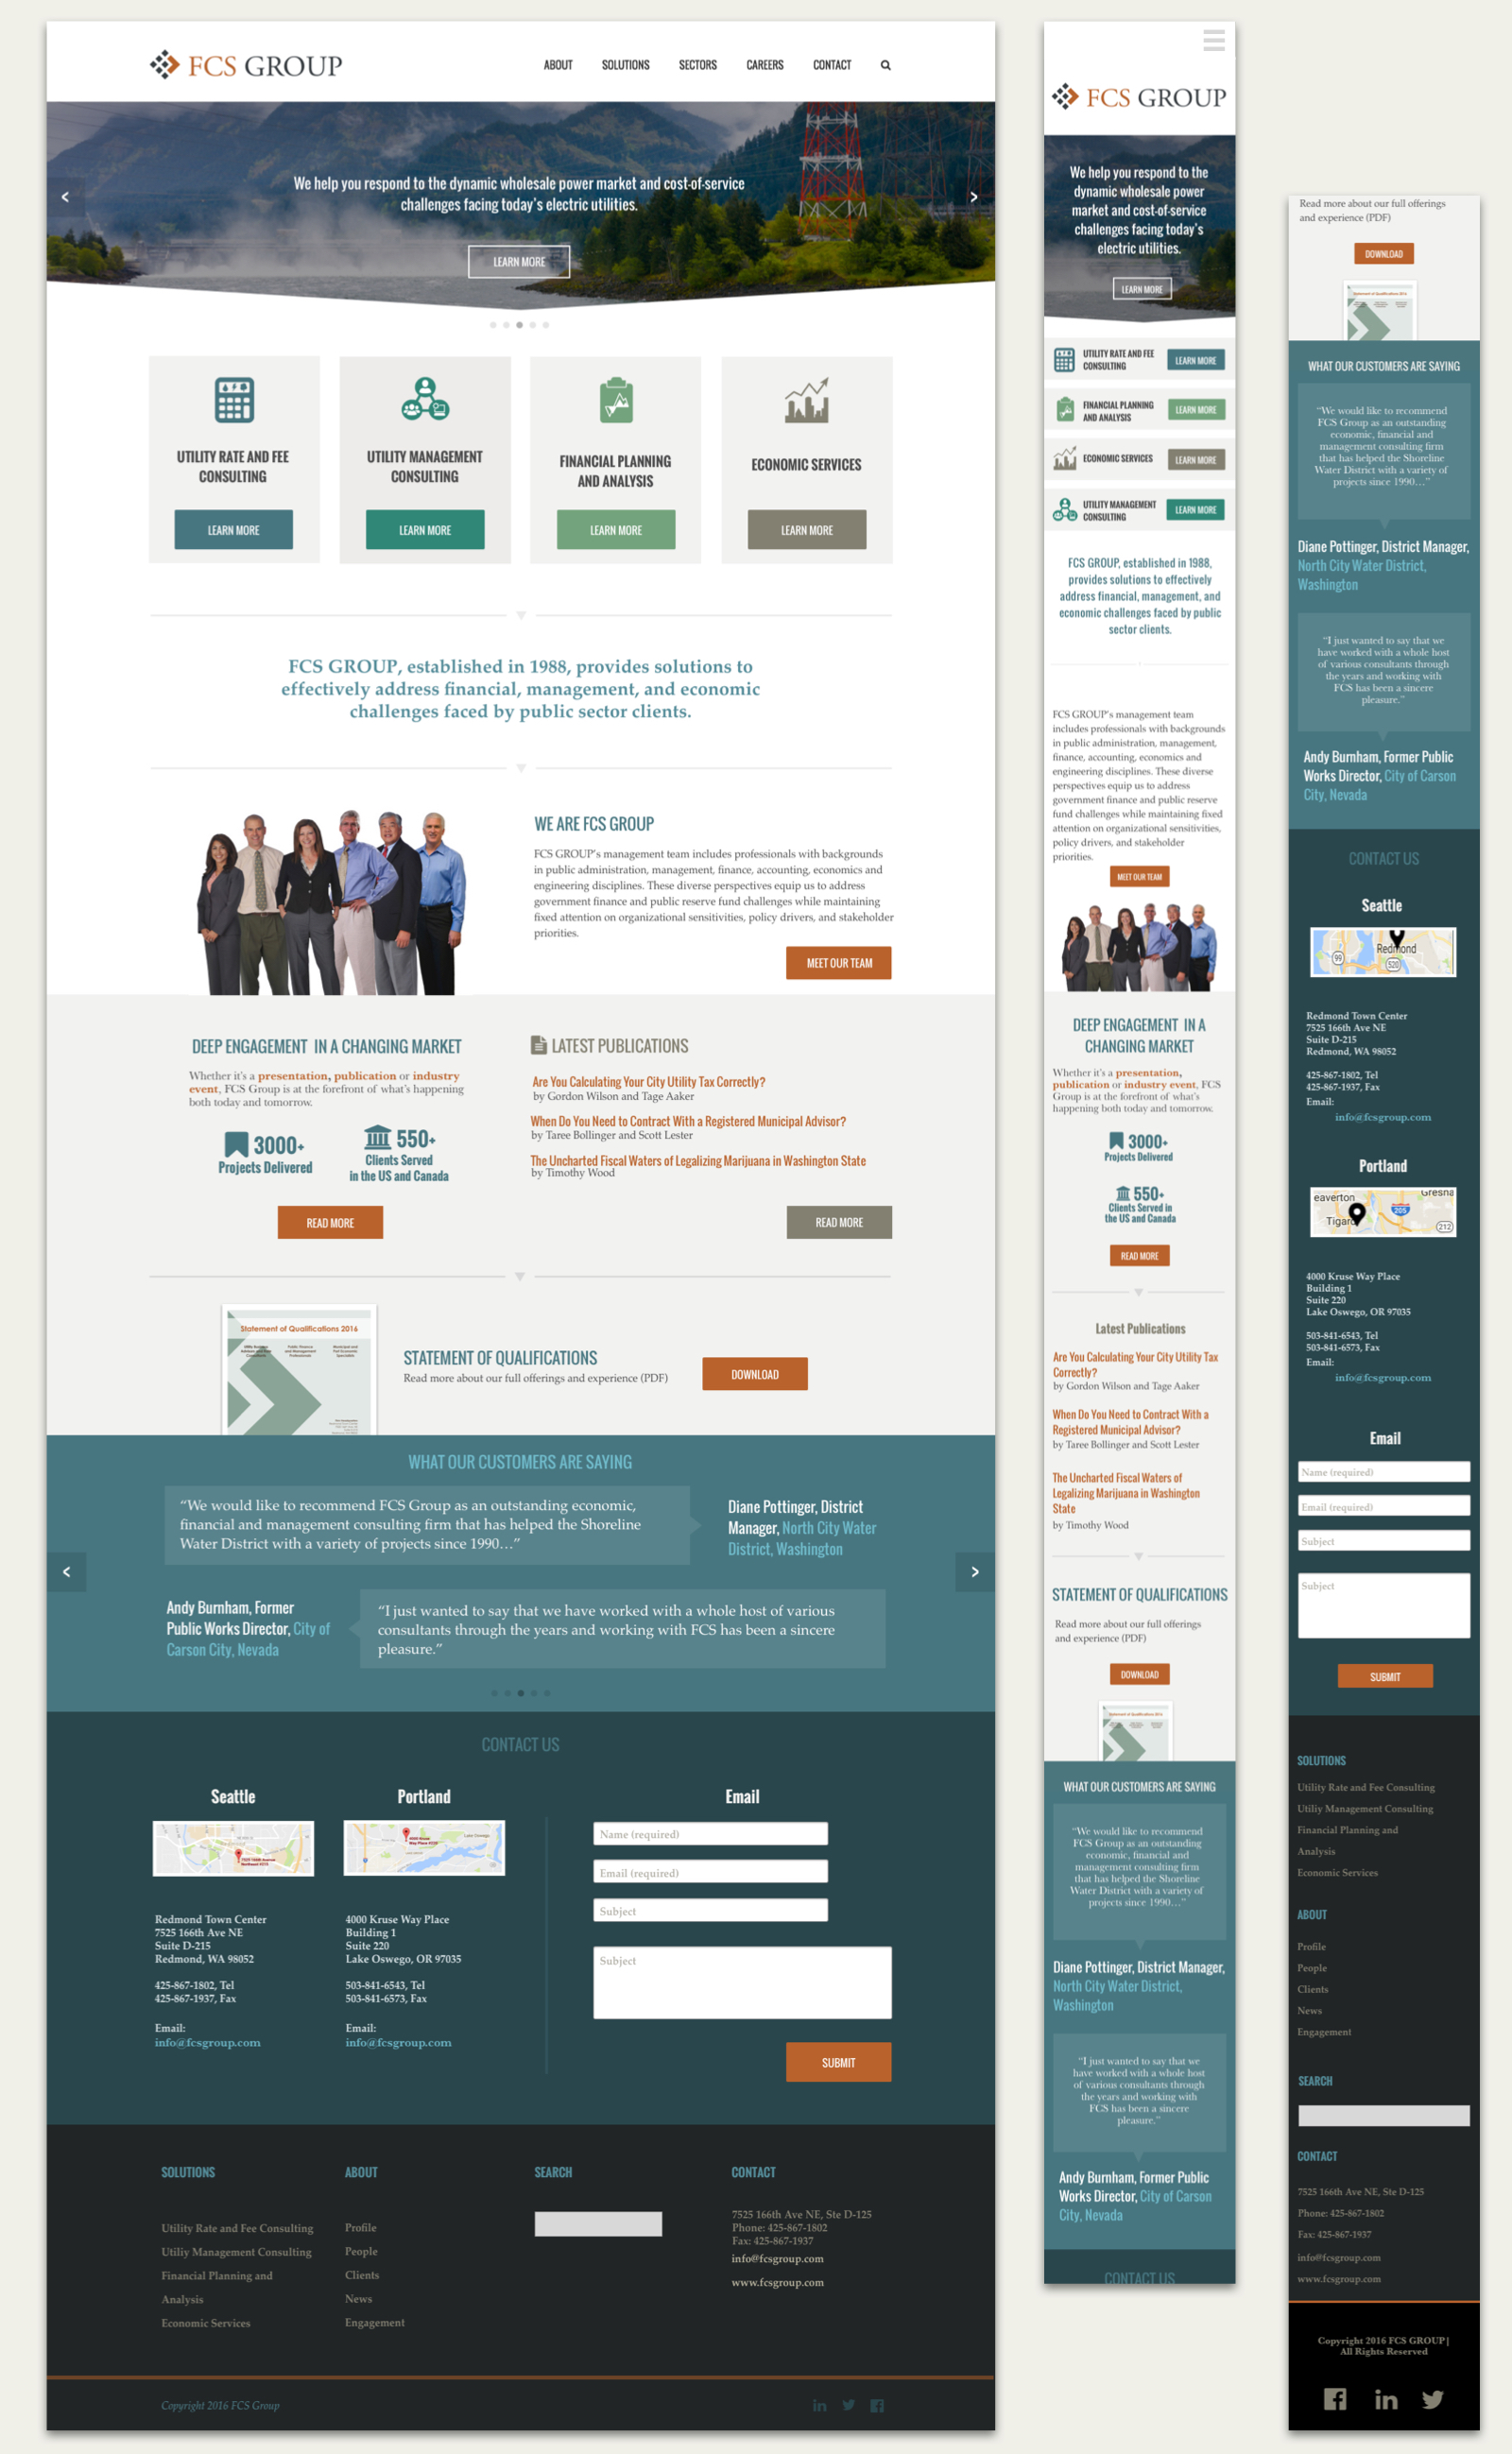 FCS GROUP
ABOUT SOLUTIONS SECTORS CAREERS CONTACT
We help you respond to the dynamic wholesale power market and cost-of-service
challenges facing today's electric utilities.
LEARN MORE
UTILITY RATE AND FEE
CONSULTING
LEARN MORE
UTILITY MANAGEMENT
CONSULTING
LEARN MORE
FINANCIAL PLANNING
AND ANALYSIS
LEARN MORE
ECONOMIC SERVICES
LEARN MORE
FCS GROUP, established in 1988, provides solutions to
effectively address financial, management, and economic
challenges faced by public sector clients.
WE ARE FCS GROUP
FCS GROUP's management team includes professionals with backgrounds
in public administration, management, finance, accounting, economics and
engineering disciplines. These diverse perspectives equip us to address
government finance and public reserve fund challenges while maintaining
fixed attention on organizational sensitivities, policy drivers, and stakeholder
priorities.
MEET OUR TEAM
DEEP ENGAGEMENT IN A CHANGING MARKET
Whether it's a presentation, publication or industry
event, FCS Group is at the forefront of what's happening
both today and tomorrow.
3000+
Projects Delivered
550+
Clients Served
in the US and Canada
READ MORE
LATEST PUBLICATIONS
Are You Calculating Your City Utility Tax Correctly?
by Gordon Wilson and Tage Aaker
When Do You Need to Contract With a Registered Municipal Advisor?
by Taree Bollinger and Scott Lester
The Uncharted Fiscal Waters of Legalizing Marijuana in Washington State
by Timothy Wood
READ MORE
Statement of Qualifications 2016
STATEMENT OF QUALIFICATIONS
Read more about our full offerings and experience (PDF)
DOWNLOAD
WHAT OUR CUSTOMERS ARE SAYING
“We would like to recommend FCS Group as an outstanding economic,
financial and management consulting firm that has helped the Shoreline
Water District with a variety of projects since 1990…”
Diane Pottinger, District
Manager, North City Water
District, Washington
Andy Burnham, Former
Public Works Director, City of
Carson City, Nevada
“I just wanted to say that we have worked with a whole host of various
consultants through the years and working with FCS has been a sincere
pleasure.”
CONTACT US
Seattle
Redmond Town Center
7525 166th Ave NE
Suite D-215
Redmond, WA 98052
425-867-1802, Tel
425-867-1937, Fax
Email:
info@fcsgroup.com
Portland
4000 Kruse Way Place
Building 1
Suite 220
Lake Oswego, OR 97035
503-841-6543, Tel
503-841-6573, Fax
Email:
info@fcsgroup.com
Email
Name (required)
Email (required)
Subject
Subject
SUBMIT
SOLUTIONS
Utility Rate and Fee Consulting
Utiliy Management Consulting
Financial Planning and
Analysis
Economic Services
ABOUT
Profile
People
Clients
News
Engagement
SEARCH
CONTACT
7525 166th Ave NE, Ste D-125
Phone: 425-867-1802
Fax: 425-867-1937
info@fcsgroup.com
www.fcsgroup.com
Copyright 2016 FCS Group
FCS GROUP
We help you respond to the
dynamic wholesale power
market and cost-of-service
challenges facing today's
electric utilities.
LEARN MORE
UTILITY RATE AND FEE
CONSULTING
LEARN MORE
FINANCIAL PLANNING
AND ANALYSIS
LEARN MORE
ECONOMIC SERVICES
LEARN MORE
UTILITY MANAGEMENT
CONSULTING
LEARN MORE
FCS GROUP, established in 1988,
provides solutions to effectively
address financial, management, and
economic challenges faced by public
sector clients.
FCS GROUP's management team
includes professionals with backgrounds
in public administration, management,
finance, accounting, economics and
engineering disciplines. These diverse
perspectives equip us to address
government finance and public reserve
fund challenges while maintaining fixed
attention on organizational sensitivities,
policy drivers, and stakeholder
priorities.
MEET OUR TEAM
DEEP ENGAGEMENT IN A
CHANGING MARKET
Whether it's a presentation,
publication or industry event, FCS
Group is at the forefront of what's
happening both today and tomorrow.
3000+
Projects Delivered
550+
Clients Served in
the US and Canada
READ MORE
Latest Publications
Are You Calculating Your City Utility Tax
Correctly?
by Gordon Wilson and Tage Aaker
When Do You Need to Contract With a
Registered Municipal Advisor?
by Taree Bollinger and Scott Lester
The Uncharted Fiscal Waters of
Legalizing Marijuana in Washington
State
by Timothy Wood
STATEMENT OF QUALIFICATIONS
Read more about our full offerings
and experience (PDF)
DOWNLOAD
Statement of Qualifications 2016
WHAT OUR CUSTOMERS ARE SAYING
“We would like to recommend
FCS Group as an outstanding
economic, financial and
management consulting firm
that has helped the Shoreline
Water District with a variety of
projects since 1990…”
Diane Pottinger, District Manager,
North City Water District,
Washington
“I just wanted to say that we
have worked with a whole host
of various consultants through
the years and working with
FCS has been a sincere
pleasure.”
Andy Burnham, Former Public
Works Director, City of Carson
City, Nevada
CONTACT US
Read more about our full offerings
and experience (PDF)
DOWNLOAD
Statement of Qualifications 2016
WHAT OUR CUSTOMERS ARE SAYING
“We would like to recommend
FCS Group as an outstanding
economic, financial and
management consulting firm
that has helped the Shoreline
Water District with a variety of
projects since 1990…”
Diane Pottinger, District Manager,
North City Water District,
Washington
“I just wanted to say that we
have worked with a whole host
of various consultants through
the years and working with
FCS has been a sincere
pleasure.”
Andy Burnham, Former Public
Works Director, City of Carson
City, Nevada
CONTACT US
Seattle
Redmond
99
520
Redmond Town Center
7525 166th Ave NE
Suite D-215
Redmond, WA 98052
425-867-1802, Tel
425-867-1937, Fax
Email:
info@fcsgroup.com
Portland
eaverton
Gresha
205
Tigard
212
4000 Kruse Way Place
Building 1
Suite 220
Lake Oswego, OR 97035
503-841-6543, Tel
503-841-6573, Fax
Email:
info@fcsgroup.com
Email
Name (required)
Email (required)
Subject
Subject
SUBMIT
SOLUTIONS
Utility Rate and Fee Consulting
Utiliy Management Consulting
Financial Planning and
Analysis
Economic Services
ABOUT
Profile
People
Clients
News
Engagement
SEARCH
CONTACT
7525 166th Ave NE, Ste D-125
Phone: 425-867-1802
Fax: 425-867-1937
info@fcsgroup.com
www.fcsgroup.com
Copyright 2016 FCS GROUP |
All Rights Reserved